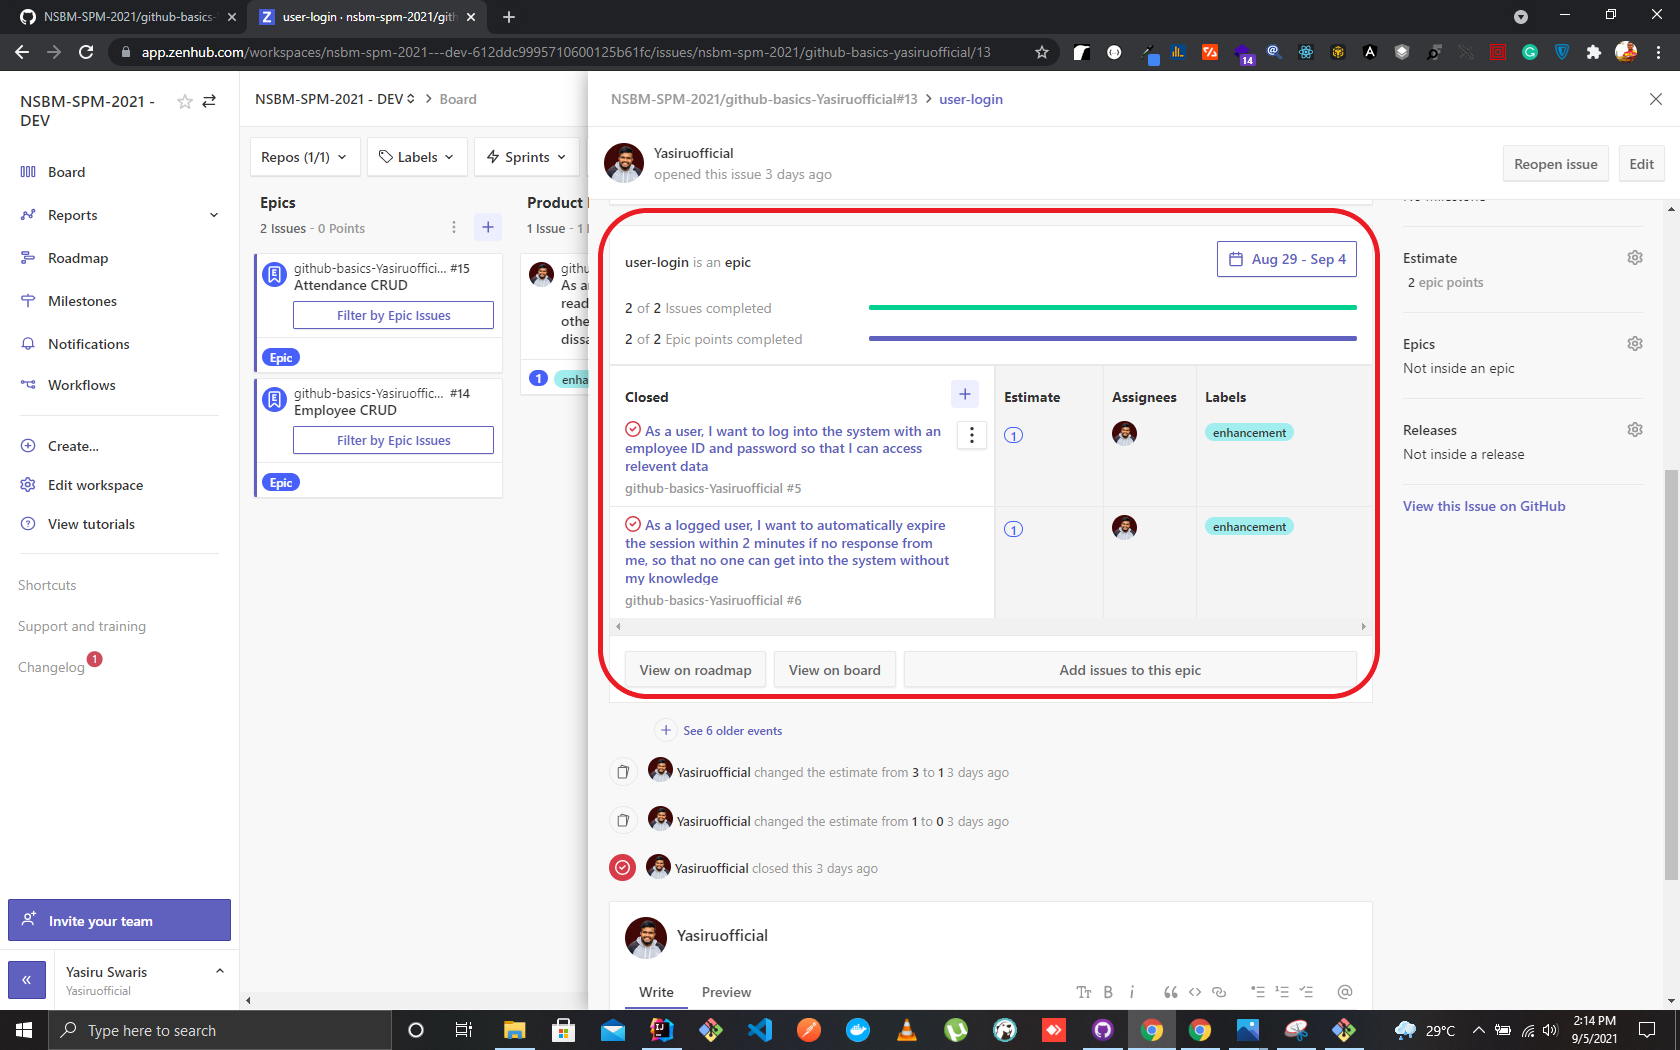 NSBM-SPM-2021/github-basics-
user-login · nsbm-spm-2021/gith
app.zenhub.com/workspaces/nsbm-spm-2021---dev-612ddc9995710600125b61fc/issues/nsbm-spm-2021/github-basics-yasiruofficial/13
14
NSBM-SPM-2021 -
DEV
Board
Reports
Roadmap
Milestones
Notifications
Workflows
Create...
Edit workspace
View tutorials
Shortcuts
Support and training
Changelog 1
Invite your team
Yasiru Swaris
Yasiruofficial
NSBM-SPM-2021 - DEV > Board
Repos (1/1)
Labels
Sprints
Epics
2 Issues - 0 Points
github-basics-Yasiruoffici... #15
Attendance CRUD
Filter by Epic Issues
Epic
github-basics-Yasiruoffic... #14
Employee CRUD
Filter by Epic Issues
Epic
Product
1 Issue - 1
githu
As a
read
othe
dissa
1 enha
NSBM-SPM-2021/github-basics-Yasiruofficial#13 > user-login
Yasiruofficial
opened this issue 3 days ago
Reopen issue
Edit
user-login is an epic
Aug 29 - Sep 4
2 of 2 Issues completed
2 of 2 Epic points completed
Closed
Estimate
Assignees
Labels
As a user, I want to log into the system with an
employee ID and password so that I can access
relevent data
github-basics-Yasiruofficial #5
1
enhancement
As a logged user, I want to automatically expire
the session within 2 minutes if no response from
me, so that no one can get into the system without
my knowledge
github-basics-Yasiruofficial #6
1
enhancement
View on roadmap
View on board
Add issues to this epic
See 6 older events
Yasiruofficial changed the estimate from 3 to 1 3 days ago
Yasiruofficial changed the estimate from 1 to 0 3 days ago
Yasiruofficial closed this 3 days ago
Yasiruofficial
Write
Preview
No milestone
Estimate
2 epic points
Epics
Not inside an epic
Releases
Not inside a release
View this Issue on GitHub
Type here to search
29°C
2:14 PM
9/5/2021